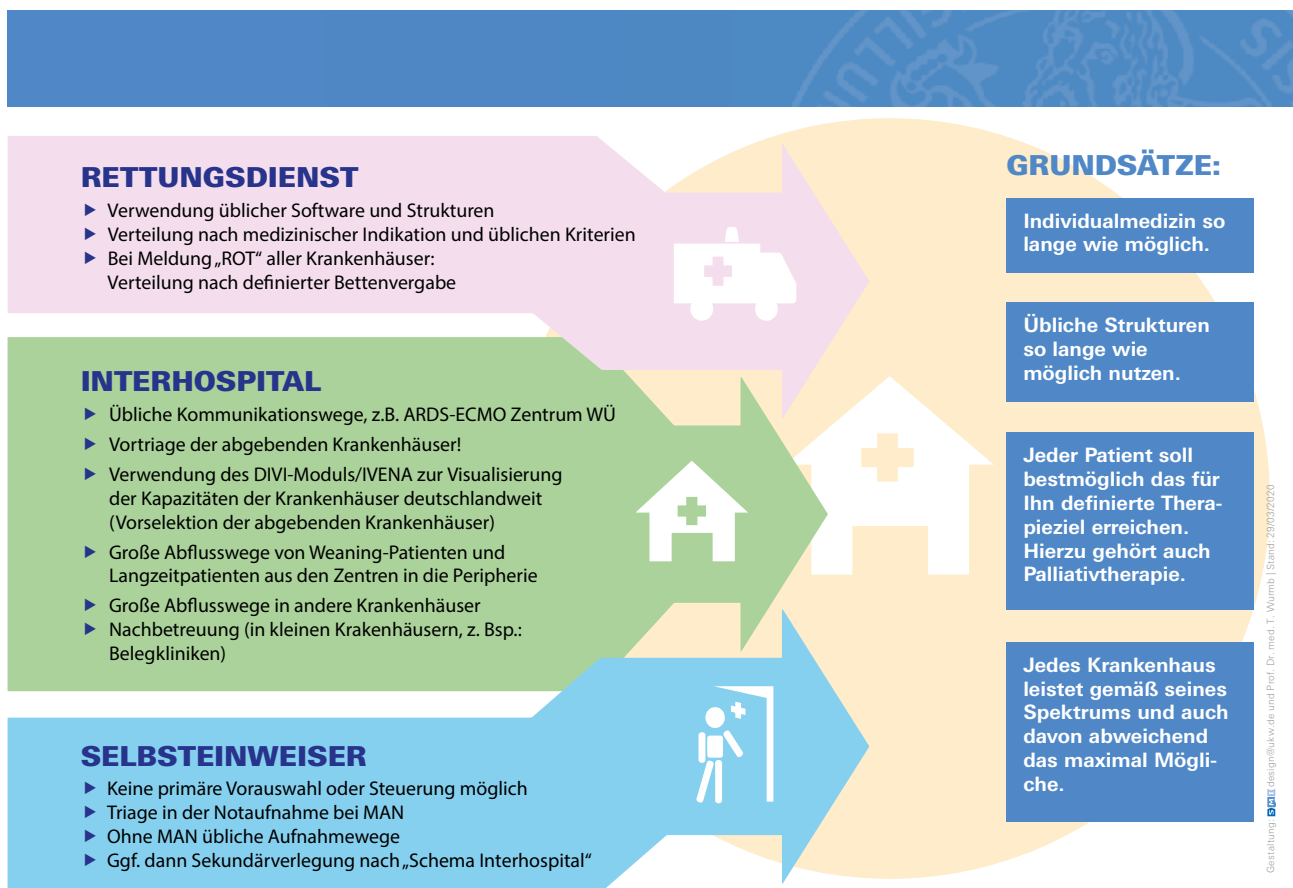 RETTUNGSDIENST
▶ Verwendung üblicher Software und Strukturen
▶ Verteilung nach medizinischer Indikation und üblichen Kriterien
▶ Bei Meldung „ROT“ aller Krankenhäuser:
Verteilung nach definierter Bettenvergabe
INTERHOSPITAL
▶ Übliche Kommunikationswege, z.B. ARDS-ECMO Zentrum WÜ
▶ Vortriage der abgebenden Krankenhäuser!
▶ Verwendung des DIVI-Moduls/IVENA zur Visualisierung
der Kapazitäten der Krankenhäuser deutschlandweit
(Vorselektion der abgebenden Krankenhäuser)
▶ Große Abflusswege von Weaning-Patienten und
Langzeitpatienten aus den Zentren in die Peripherie
▶ Große Abflusswege in andere Krankenhäuser
▶ Nachbetreuung (in kleinen Krakenhäusern, z. Bsp.:
Belegkliniken)
SELBSTEINWEISER
▶ Keine primäre Vorauswahl oder Steuerung möglich
▶ Triage in der Notaufnahme bei MAN
▶ Ohne MAN übliche Aufnahmewege
▶ Ggf. dann Sekundärverlegung nach „Schema Interhospital“
GRUNDSÄTZE:
Individualmedizin so
lange wie möglich.
Übliche Strukturen
so lange wie
möglich nutzen.
Jeder Patient soll
bestmöglich das für
Ihn definierte Thera-
pieziel erreichen.
Hierzu gehört auch
Palliativtherapie.
Jedes Krankenhaus
leistet gemäß seines
Spektrums und auch
davon abweichend
das maximal Mögli-
che.
Gestaltung: SMI design@ukw.de und Prof. Dr. med. T. Wurmb | Stand: 29/03/2020